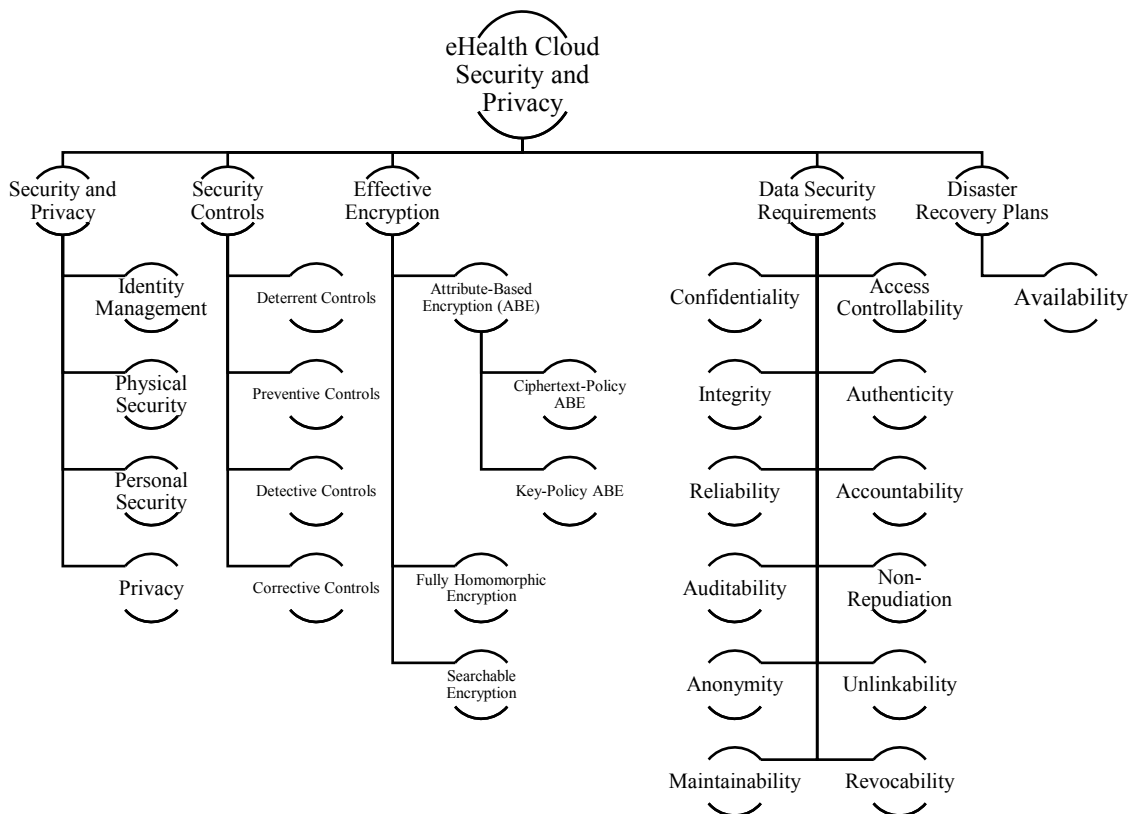 eHealth Cloud
Security and
Privacy
Security and
Privacy
Security
Controls
Effective
Encryption
Data Security
Requirements
Disaster
Recovery Plans
Identity
Management
Physical
Security
Personal
Security
Privacy
Deterrent Controls
Preventive Controls
Detective Controls
Corrective Controls
Attribute-Based
Encryption (ABE)
Ciphertext-Policy
ABE
Key-Policy ABE
Fully Homomorphic
Encryption
Searchable
Encryption
Confidentiality
Access
Controllability
Integrity
Authenticity
Reliability
Accountability
Auditability
Non-
Repudiation
Anonymity
Unlinkability
Maintainability
Revocability
Availability